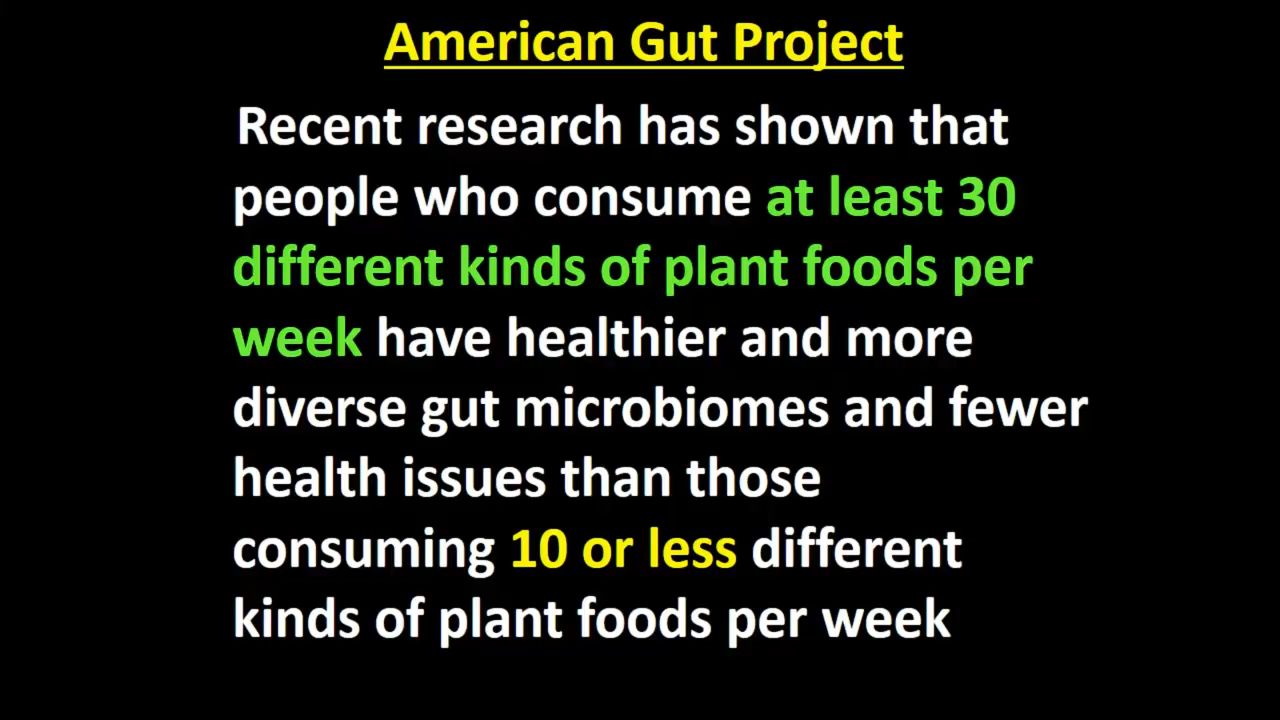 American Gut Project
Recent research has shown that
people who consume at least 30
different kinds of plant foods per
week have healthier and more
diverse gut microbiomes and fewer
health issues than those
consuming 10 or less different
kinds of plant foods per week